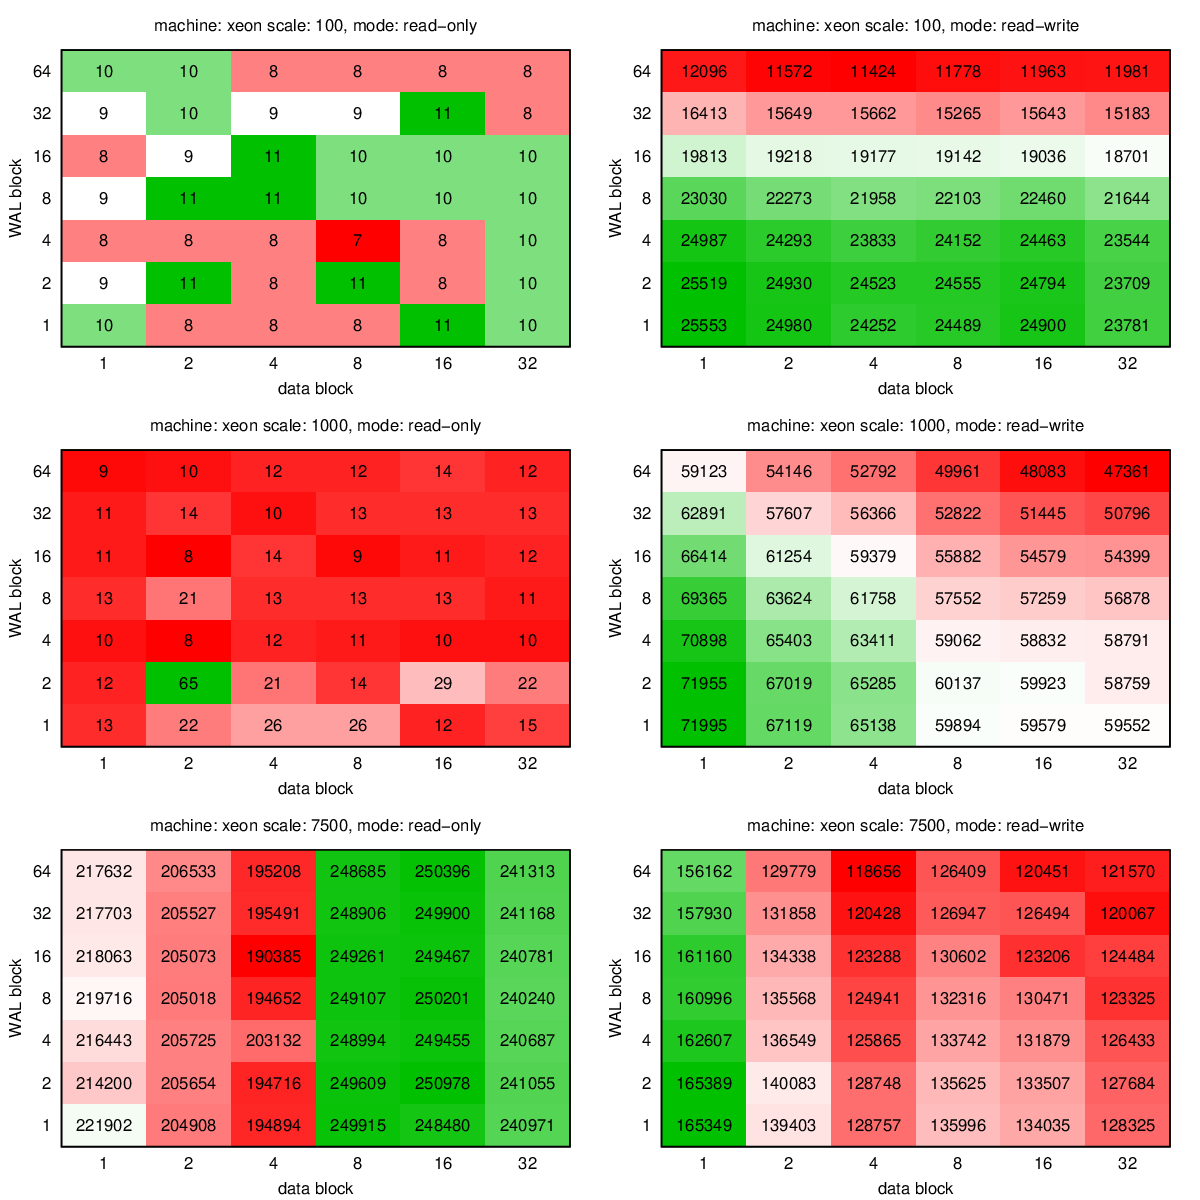 machine: xeon scale: 100, mode: read−only
64 10 10 8 8 8 8
32 9 10 9 9 11 8
16 8 9 11 10 10 10
8 9 11 11 10 10 10
4 8 8 8 7 8 10
2 9 11 8 11 8 10
1 10 8 8 8 11 10
1 2 4 8 16 32
WAL block
data block
machine: xeon scale: 100, mode: read−write
64 12096 11572 11424 11778 11963 11981
32 16413 15649 15662 15265 15643 15183
16 19813 19218 19177 19142 19036 18701
8 23030 22273 21958 22103 22460 21644
4 24987 24293 23833 24152 24463 23544
2 25519 24930 24523 24555 24794 23709
1 25553 24980 24252 24489 24900 23781
1 2 4 8 16 32
WAL block
data block
machine: xeon scale: 1000, mode: read−only
64 9 10 12 12 14 12
32 11 14 10 13 13 13
16 11 8 14 9 11 12
8 13 21 13 13 13 11
4 10 8 12 11 10 10
2 12 65 21 14 29 22
1 13 22 26 26 12 15
1 2 4 8 16 32
WAL block
data block
machine: xeon scale: 1000, mode: read−write
64 59123 54146 52792 49961 48083 47361
32 62891 57607 56366 52822 51445 50796
16 66414 61254 59379 55882 54579 54399
8 69365 63624 61758 57552 57259 56878
4 70898 65403 63411 59062 58832 58791
2 71955 67019 65285 60137 59923 58759
1 71995 67119 65138 59894 59579 59552
1 2 4 8 16 32
WAL block
data block
machine: xeon scale: 7500, mode: read−only
64 217632 206533 195208 248685 250396 241313
32 217703 205527 195491 248906 249900 241168
16 218063 205073 190385 249261 249467 240781
8 219716 205018 194652 249107 250201 240240
4 216443 205725 203132 248994 249455 240687
2 214200 205654 194716 249609 250978 241055
1 221902 204908 194894 249915 248480 240971
1 2 4 8 16 32
WAL block
data block
machine: xeon scale: 7500, mode: read−write
64 156162 129779 118656 126409 120451 121570
32 157930 131858 120428 126947 126494 120067
16 161160 134338 123288 130602 123206 124484
8 160996 135568 124941 132316 130471 123325
4 162607 136549 125865 133742 131879 126433
2 165389 140083 128748 135625 133507 127684
1 165349 139403 128757 135996 134035 128325
1 2 4 8 16 32
WAL block
data block